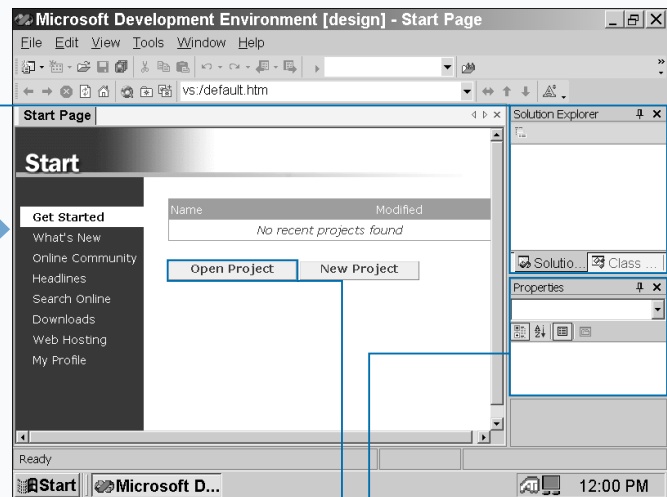 Microsoft Development Environment [design] - Start Page
File Edit View Tools Window Help
vs:/default.htm
Start Page
Solution Explorer
Start
Get Started
What's New
Online Community
Headlines
Search Online
Downloads
Web Hosting
My Profile
Name Modified
No recent projects found
Open Project New Project
Solutio... Class ...
Properties
Ready
Start Microsoft D... 12:00 PM